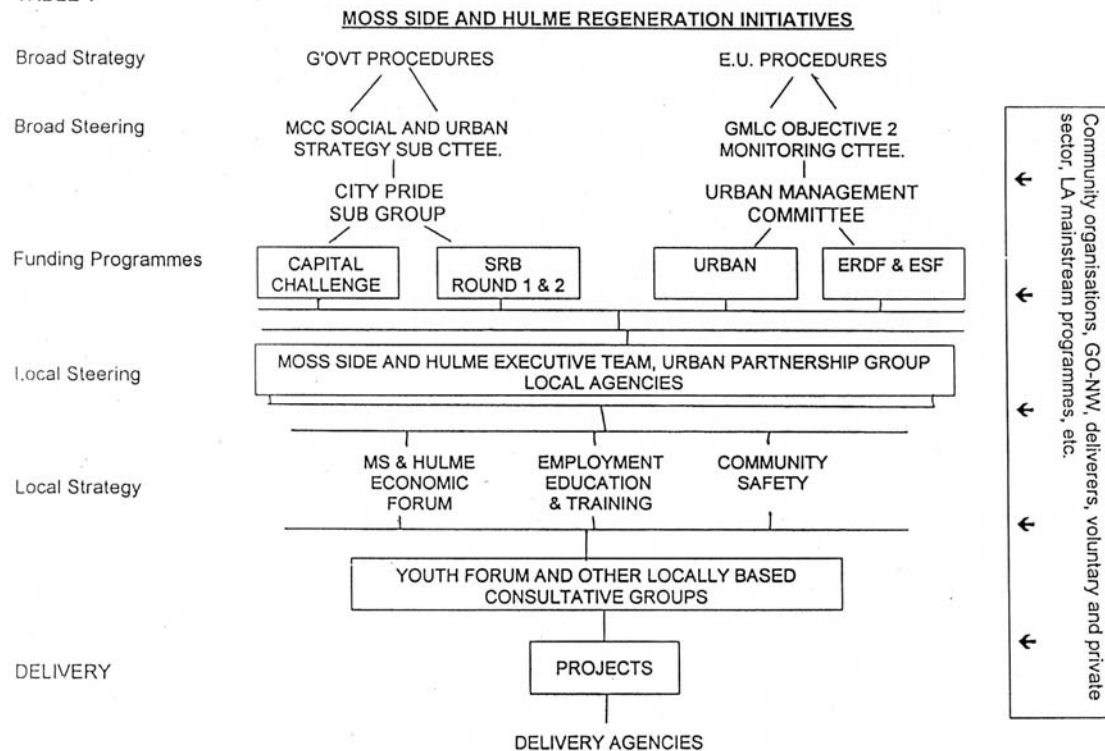 MOSS SIDE AND HULME REGENERATION INITIATIVES
Broad Strategy
G'OVT PROCEDURES
E.U. PROCEDURES
Broad Steering
MCC SOCIAL AND URBAN
STRATEGY SUB CTTEE.
GMLC OBJECTIVE 2
MONITORING CTTEE.
CITY PRIDE
SUB GROUP
URBAN MANAGEMENT
COMMITTEE
Funding Programmes
CAPITAL
CHALLENGE
SRB
ROUND 1 & 2
URBAN
ERDF & ESF
Local Steering
MOSS SIDE AND HULME EXECUTIVE TEAM, URBAN PARTNERSHIP GROUP
LOCAL AGENCIES
Local Strategy
MS & HULME
ECONOMIC
FORUM
EMPLOYMENT
EDUCATION
& TRAINING
COMMUNITY
SAFETY
YOUTH FORUM AND OTHER LOCALLY BASED
CONSULTATIVE GROUPS
DELIVERY
PROJECTS
DELIVERY AGENCIES
Community organisations, GO-NW, deliverers, voluntary and private
sector, LA mainstream programmes, etc.